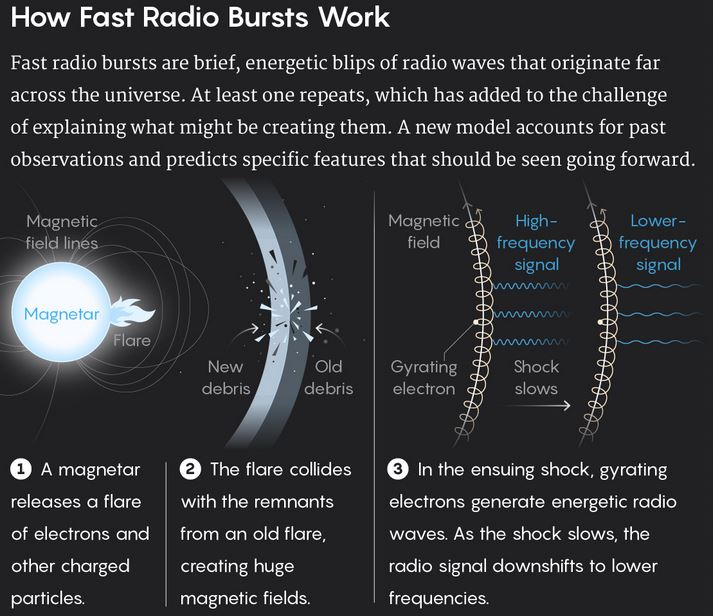 How Fast Radio Bursts Work
Fast radio bursts are brief, energetic blips of radio waves that originate far
across the universe. At least one repeats, which has added to the challenge
of explaining what might be creating them. A new model accounts for past
observations and predicts specific features that should be seen going forward.
Magnetic
field lines
Magnetar
Flare
New
debris
Old
debris
Magnetic
field
High-
frequency
signal
Lower-
frequency
signal
Gyrating
electron
Shock
slows
1 A magnetar
releases a flare
of electrons and
other charged
particles.
2 The flare collides
with the remnants
from an old flare,
creating huge
magnetic fields.
3 In the ensuing shock, gyrating
electrons generate energetic radio
waves. As the shock slows, the
radio signal downshifts to lower
frequencies.